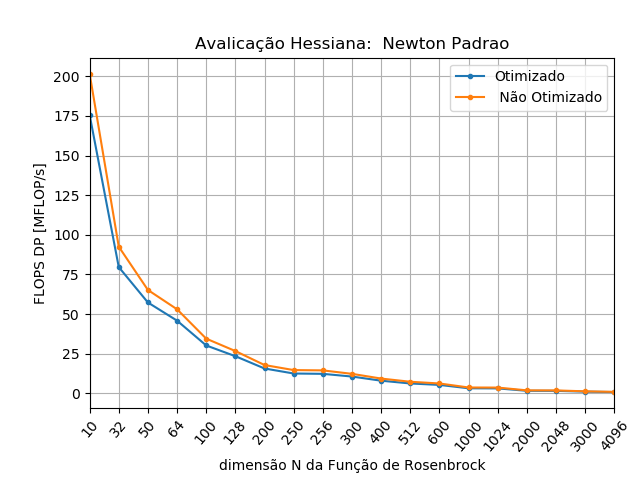 Avalicação Hessiana:  Newton Padrao
Otimizado
Não Otimizado
FLOPS DP [MFLOP/s]
200
175
150
125
100
75
50
25
0
10 32 50 64 100 128 200 250 256 300 400 512 600 1000 1024 2000 2048 3000 4096
dimensão N da Função de Rosenbrock